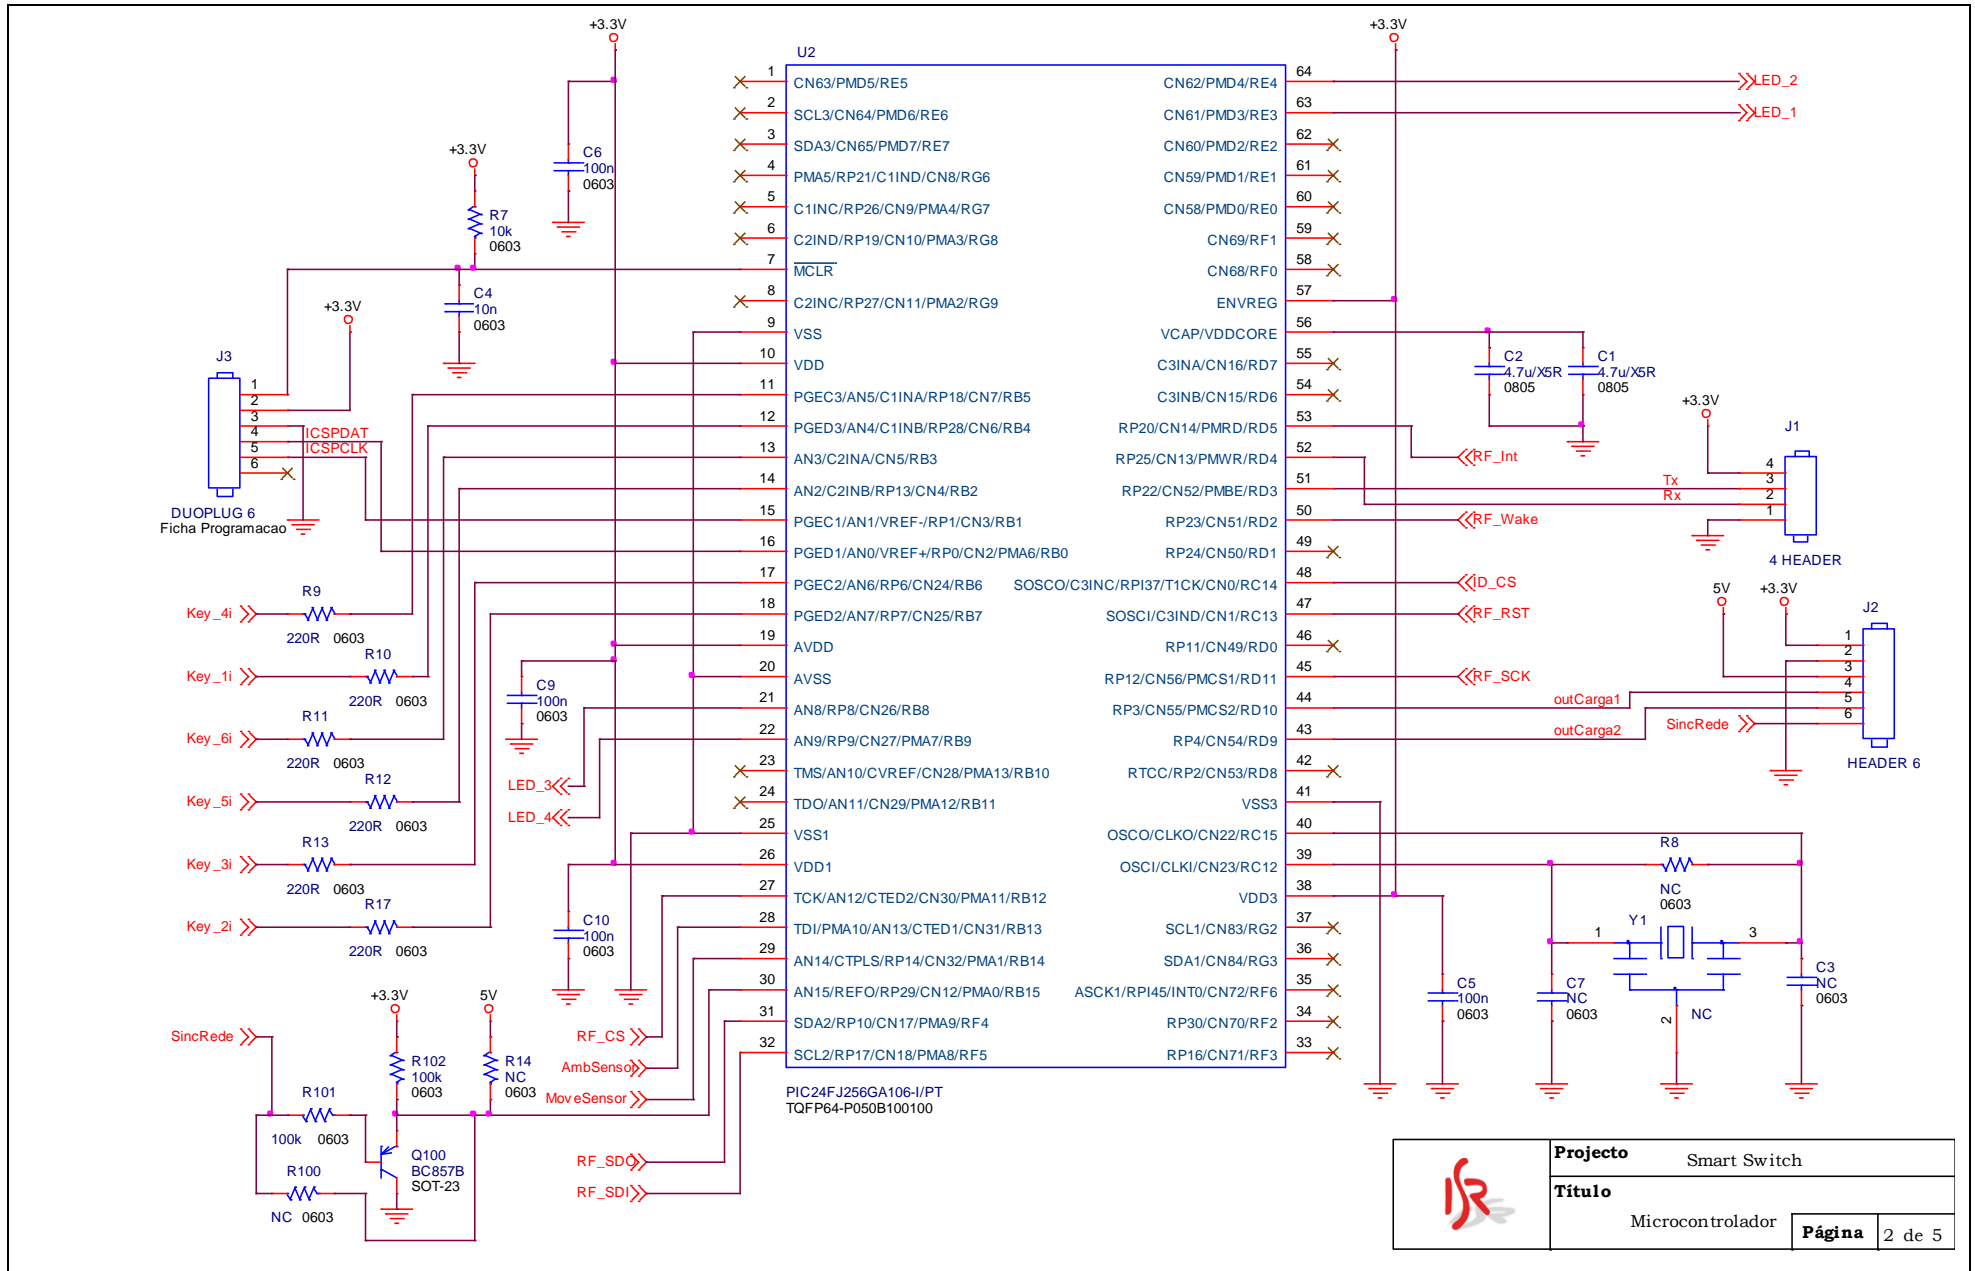 +3.3V
+3.3V
U2
1 CN63/PMD5/RE5
2 SCL3/CN64/PMD6/RE6
3 SDA3/CN65/PMD7/RE7
4 PMA5/RP21/C1IND/CN8/RG6
5 C1INC/RP26/CN9/PMA4/RG7
6 C2IND/RP19/CN10/PMA3/RG8
7 MCLR
8 C2INC/RP27/CN11/PMA2/RG9
9 VSS
10 VDD
11 PGEC3/AN5/C1INA/RP18/CN7/RB5
12 PGED3/AN4/C1INB/RP28/CN6/RB4
13 AN3/C2INA/CN5/RB3
14 AN2/C2INB/RP13/CN4/RB2
15 PGEC1/AN1/VREF-/RP1/CN3/RB1
16 PGED1/AN0/VREF+/RP0/CN2/PMA6/RB0
17 PGEC2/AN6/RP6/CN24/RB6
18 PGED2/AN7/RP7/CN25/RB7
19 AVDD
20 AVSS
21 AN8/RP8/CN26/RB8
22 AN9/RP9/CN27/PMA7/RB9
23 TMS/AN10/CVREF/CN28/PMA13/RB10
24 TDO/AN11/CN29/PMA12/RB11
25 VSS1
26 VDD1
27 TCK/AN12/CTED2/CN30/PMA11/RB12
28 TDI/PMA10/AN13/CTED1/CN31/RB13
29 AN14/CTPLS/RP14/CN32/PMA1/RB14
30 AN15/REFO/RP29/CN12/PMA0/RB15
31 SDA2/RP10/CN17/PMA9/RF4
32 SCL2/RP17/CN18/PMA8/RF5
CN62/PMD4/RE4 64
CN61/PMD3/RE3 63
CN60/PMD2/RE2 62
CN59/PMD1/RE1 61
CN58/PMD0/RE0 60
CN69/RF1 59
CN68/RF0 58
ENVREG 57
VCAP/VDDCORE 56
C3INA/CN16/RD7 55
C3INB/CN15/RD6 54
RP20/CN14/PMRD/RD5 53
RP25/CN13/PMWR/RD4 52
RP22/CN52/PMBE/RD3 51
RP23/CN51/RD2 50
RP24/CN50/RD1 49
SOSCO/C3INC/RPI37/T1CK/CN0/RC14 48
SOSCI/C3IND/CN1/RC13 47
RP11/CN49/RD0 46
RP12/CN56/PMCS1/RD11 45
RP3/CN55/PMCS2/RD10 44
RP4/CN54/RD9 43
RTCC/RP2/CN53/RD8 42
VSS3 41
OSCO/CLKO/CN22/RC15 40
OSCI/CLKI/CN23/RC12 39
VDD3 38
SCL1/CN83/RG2 37
SDA1/CN84/RG3 36
ASCK1/RPI45/INT0/CN72/RF6 35
RP30/CN70/RF2 34
RP16/CN71/RF3 33
PIC24FJ256GA106-I/PT
TQFP64-P050B100100
C6
100n
0603
+3.3V
R7
10k
0603
C4
10n
0603
+3.3V
J3
1
2
3
4
5
6
ICSPDAT
ICSPCLK
DUOPLUG 6
Ficha Programacao
Key_4i
R9
220R 0603
Key_1i
R10
220R 0603
Key_6i
R11
220R 0603
Key_5i
R12
220R 0603
Key_3i
R13
220R 0603
Key_2i
R17
220R 0603
C9
100n
0603
LED_3
LED_4
C10
100n
0603
RF_CS
AmbSensor
MoveSensor
RF_SDO
RF_SDI
SincRede
+3.3V
R102
100k
0603
5V
R14
NC
0603
R101
100k 0603
R100
NC 0603
Q100
BC857B
SOT-23
LED_2
LED_1
C2
4.7u/X5R
0805
C1
4.7u/X5R
0805
RF_Int
RF_Wake
ID_CS
RF_RST
RF_SCK
+3.3V
J1
Tx
Rx
4
3
2
1
4 HEADER
5V
+3.3V
J2
1
2
3
4
5
6
outCarga1
outCarga2
SincRede
HEADER 6
R8
NC
0603
Y1
1
3
2
NC
C7
NC
0603
C3
NC
0603
C5
100n
0603
ISR
Projecto Smart Switch
Título
Microcontrolador
Página 2 de 5